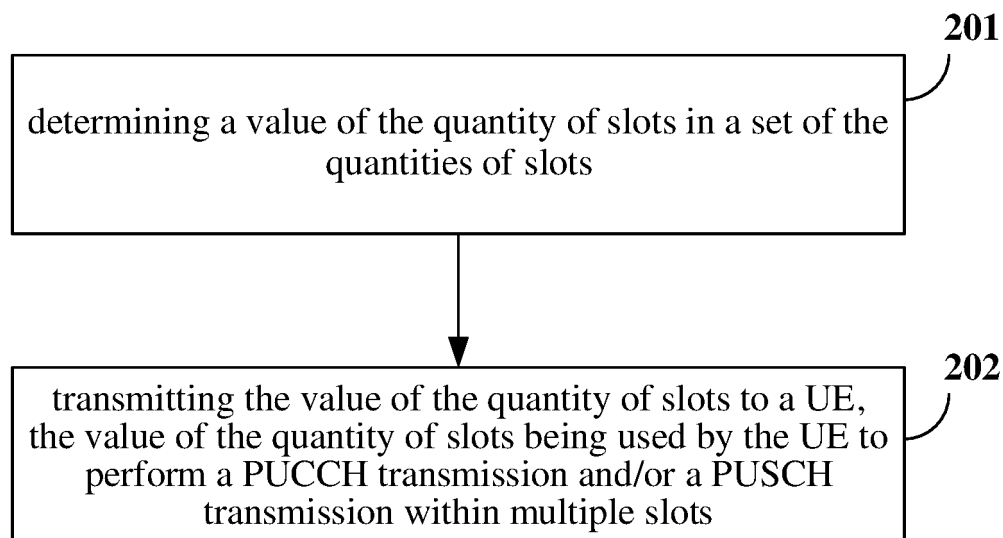 201
determining a value of the quantity of slots in a set of the
quantities of slots
202
transmitting the value of the quantity of slots to a UE,
the value of the quantity of slots being used by the UE to
perform a PUCCH transmission and/or a PUSCH
transmission within multiple slots